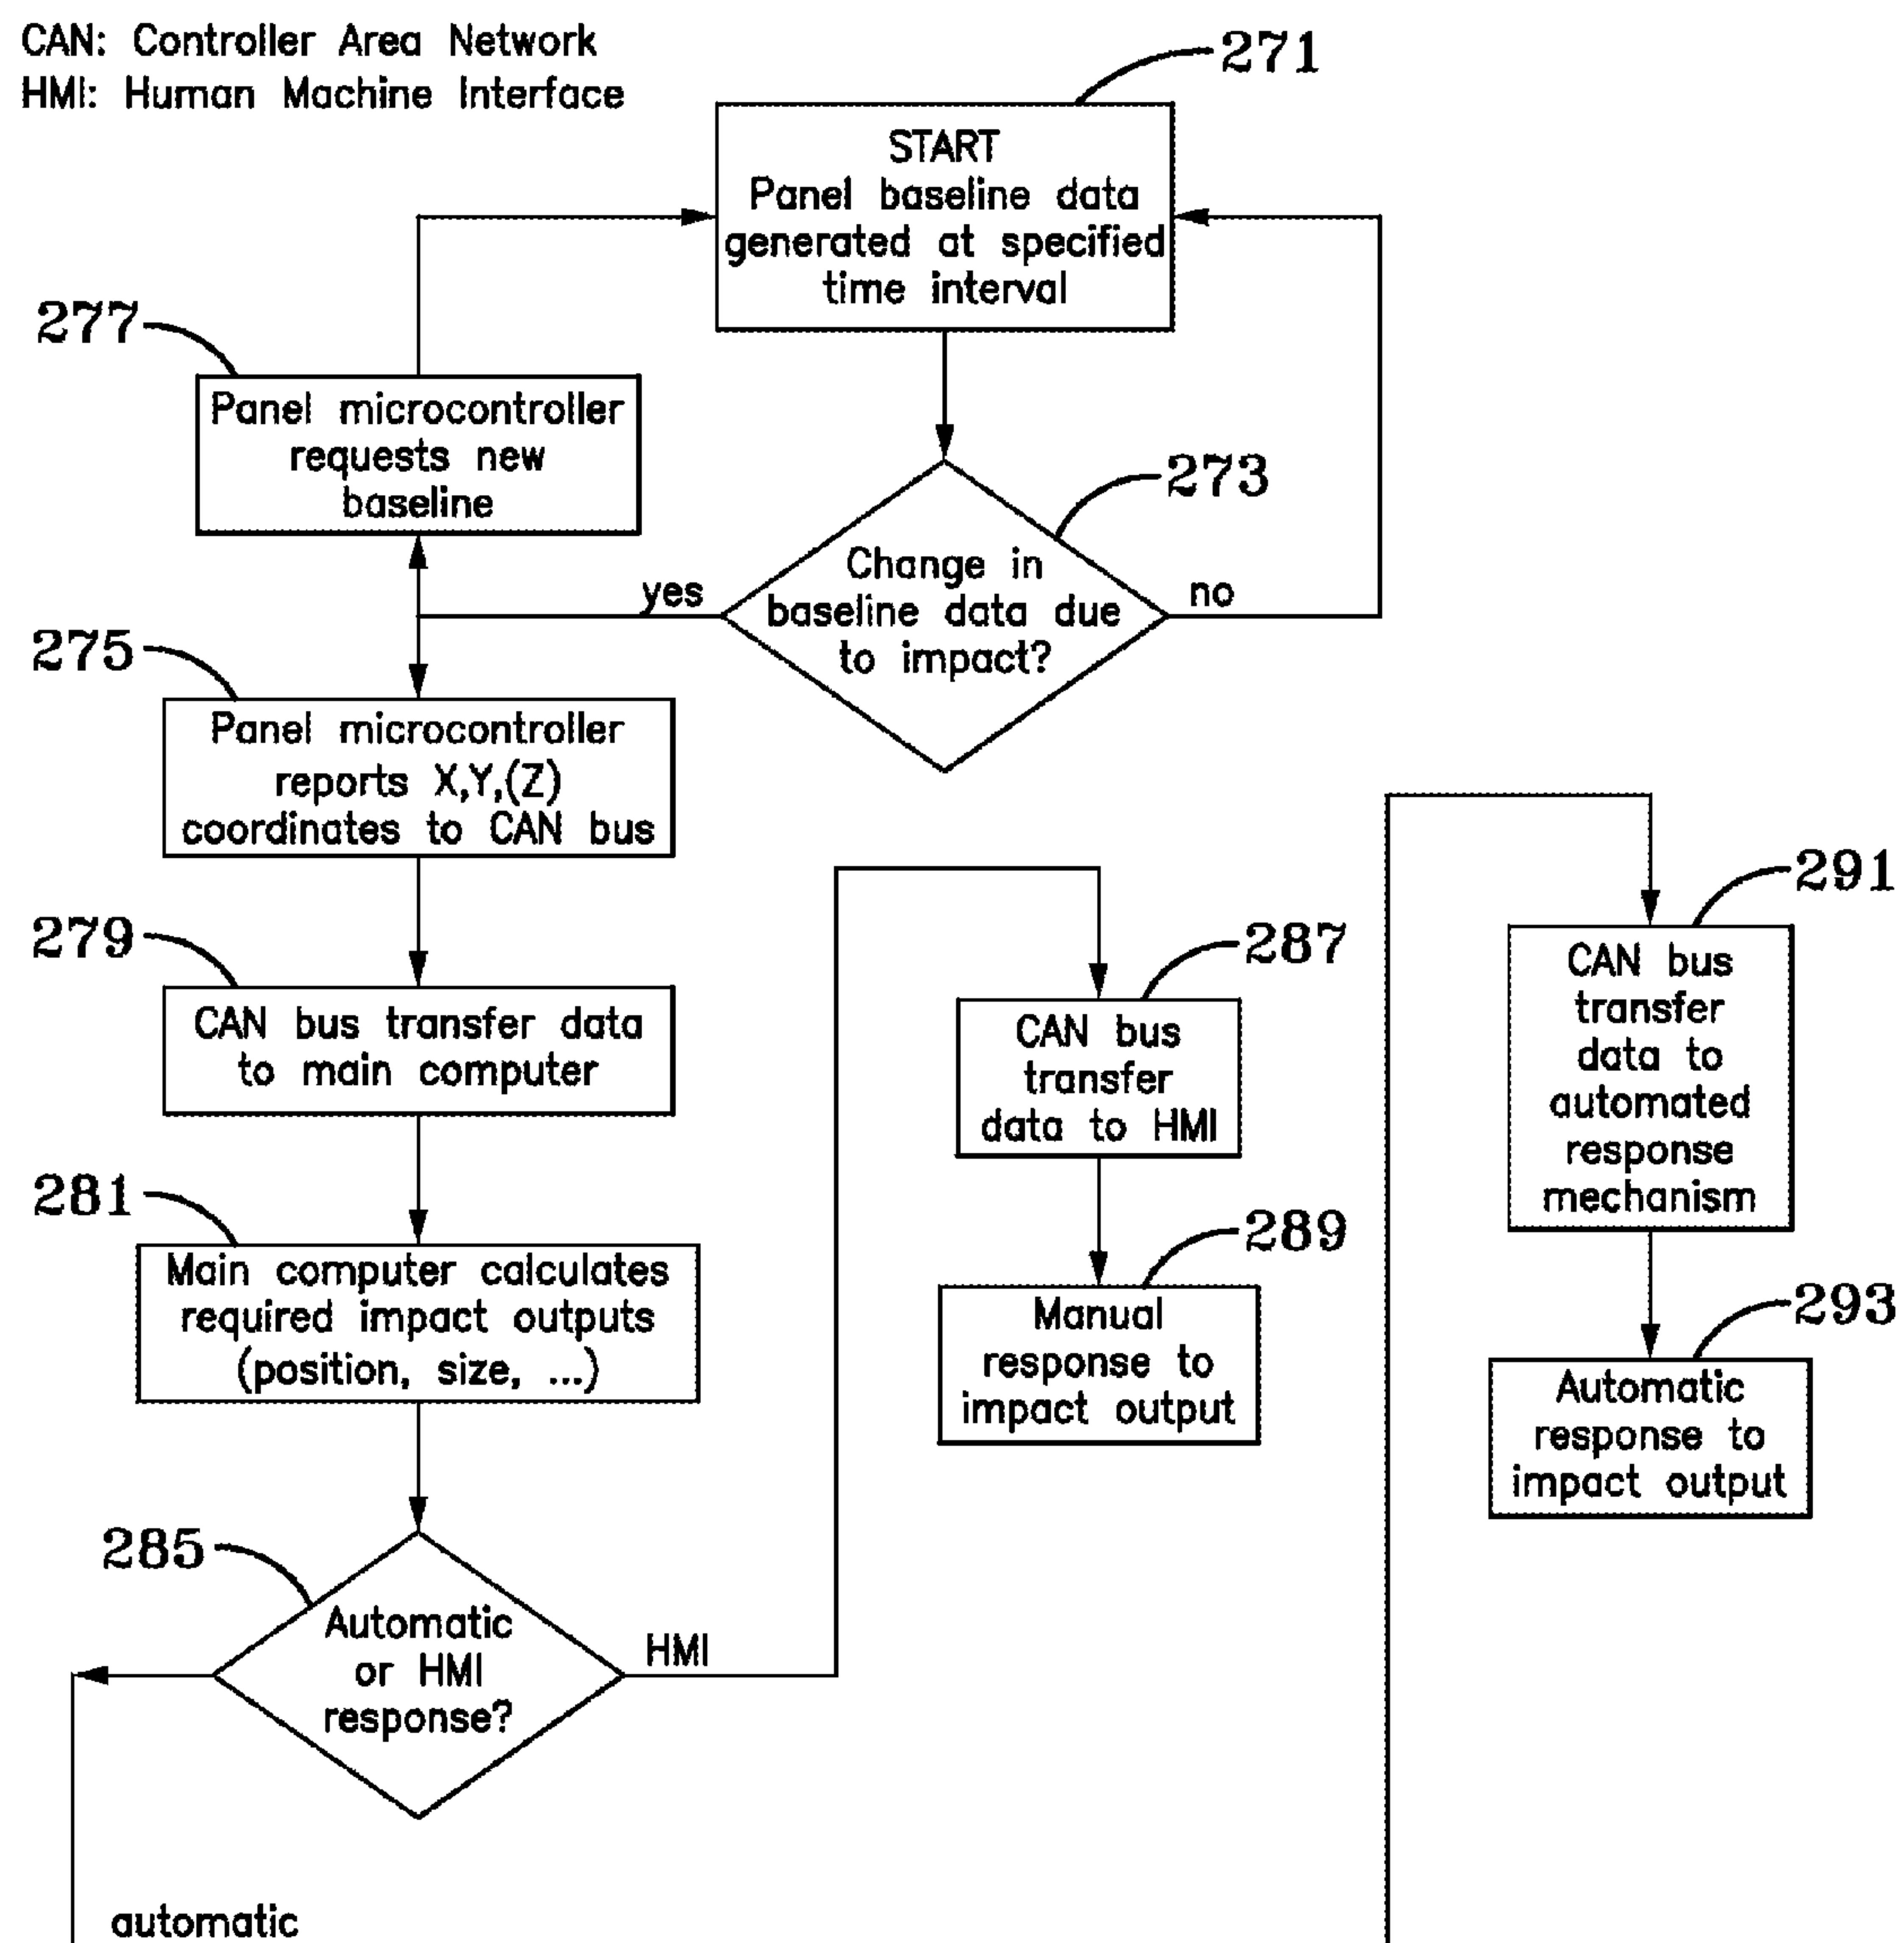 CAN: Controller Area Network
HMI: Human Machine Interface
271
START
Panel baseline data
generated at specified
time interval
277
Panel microcontroller
requests new
baseline
273
Change in
baseline data due
to impact?
yes
no
275
Panel microcontroller
reports X,Y,(Z)
coordinates to CAN bus
279
CAN bus transfer data
to main computer
281
Main computer calculates
required impact outputs
(position, size, ...)
285
Automatic
or HMI
response?
HMI
automatic
287
CAN bus
transfer
data to HMI
289
Manual
response to
impact output
291
CAN bus
transfer
data to
automated
response
mechanism
293
Automatic
response to
impact output